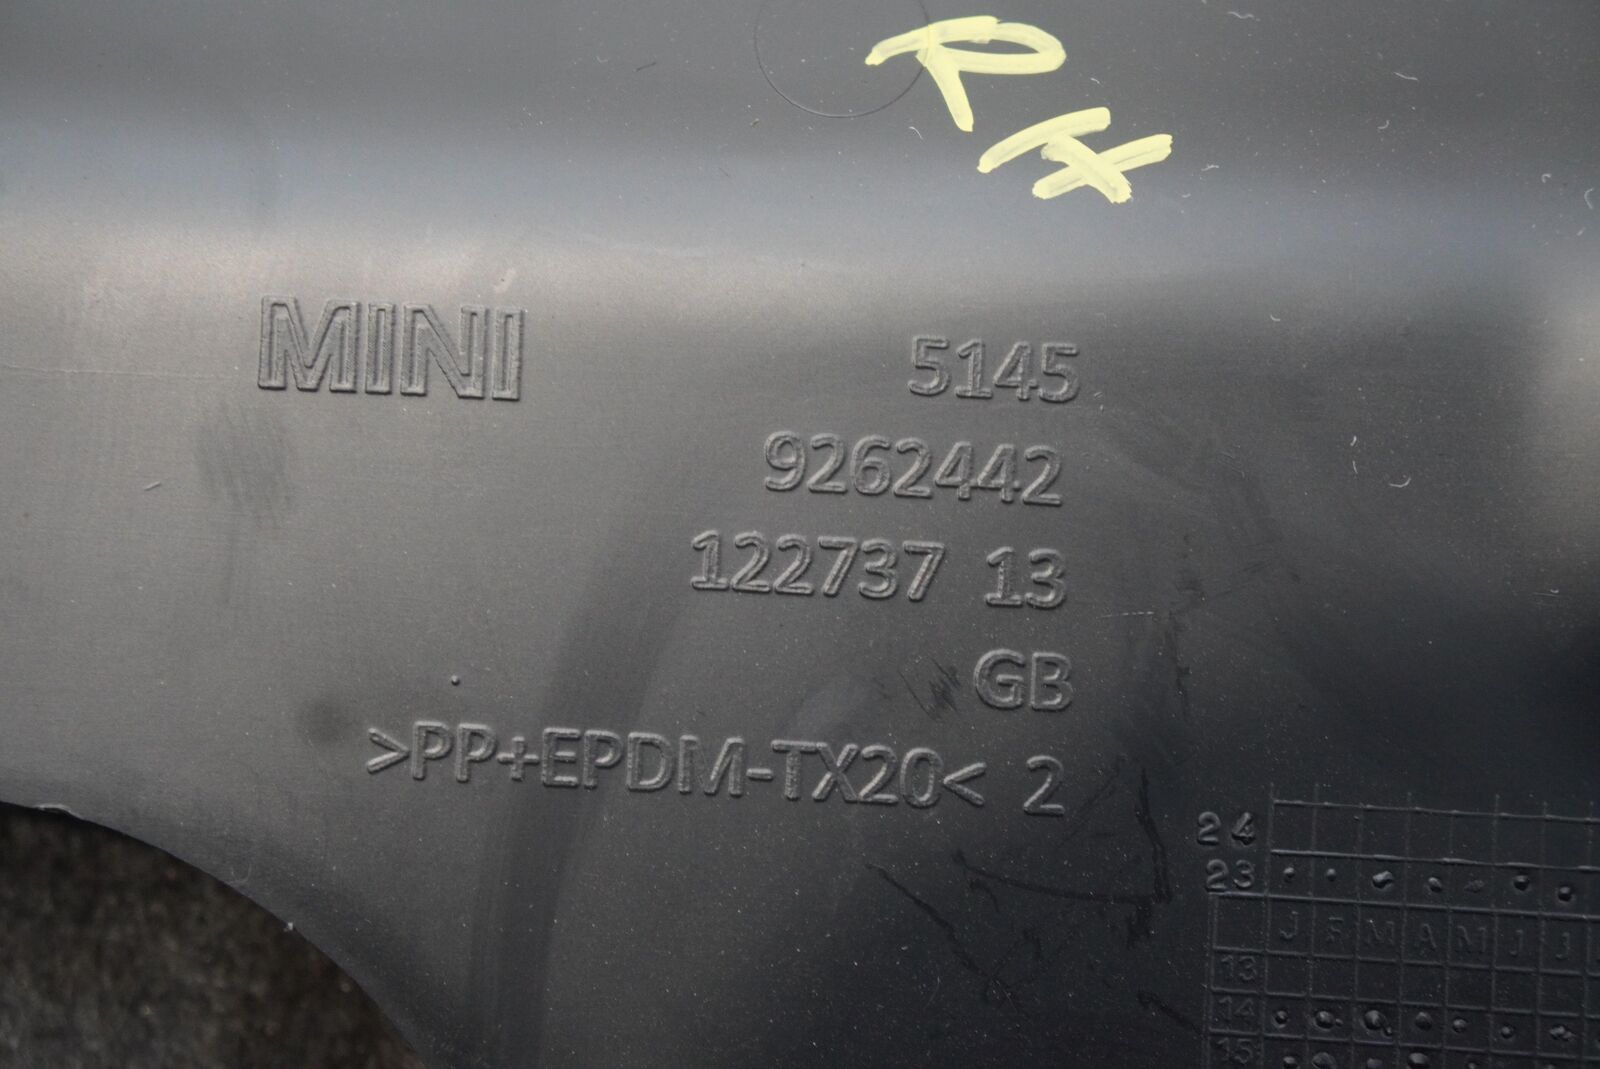 RH
MINI
5145
9262442
122737 13
GB
>PP+EPDM-TX20< 2
24
23
J F M A M J J
13
14
15